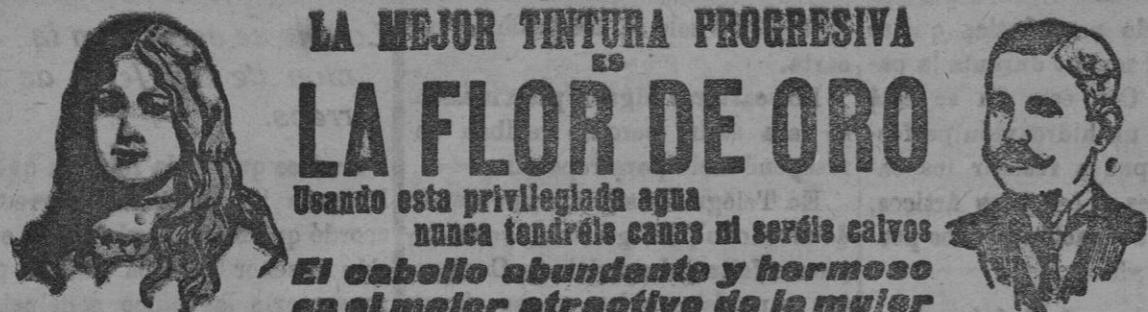 LA MEJOR TINTURA PROGRESIVA
ES
LA FLOR DE ORO
Usando esta privilegiada agua
nunca tendréis canas ni seréis calvos
El cabello abundante y hermoso
es el mejor atractivo de la mujer